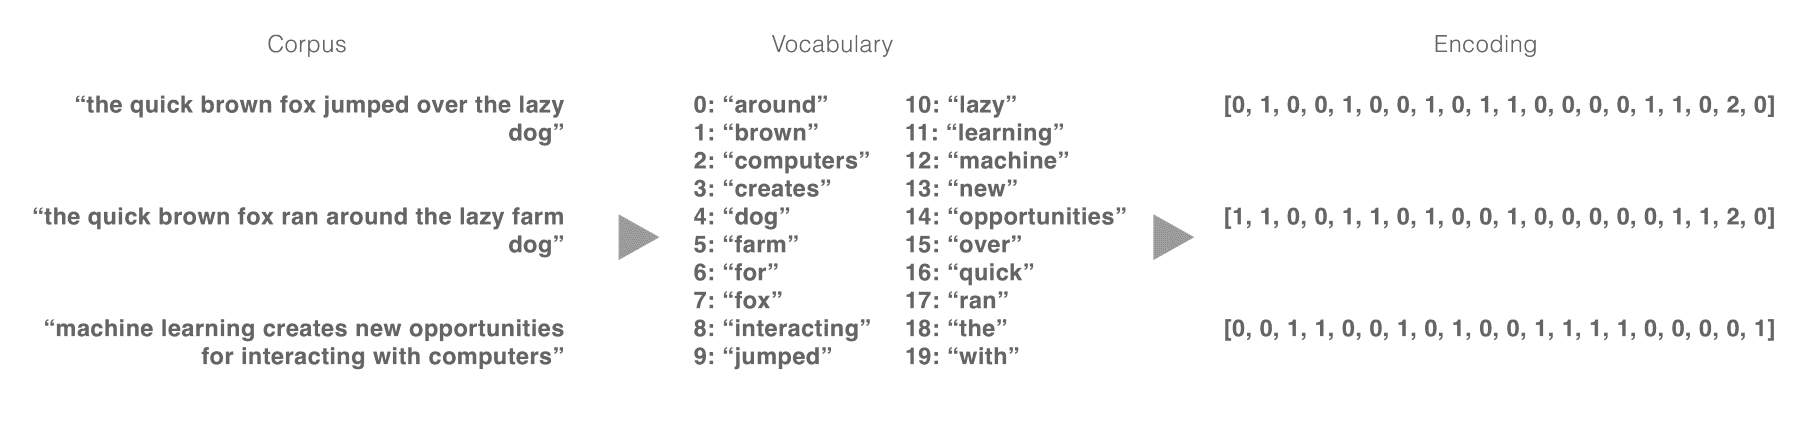 Corpus
“the quick brown fox jumped over the lazy
dog”
“the quick brown fox ran around the lazy farm
dog”
“machine learning creates new opportunities
for interacting with computers”
Vocabulary
0: “around”
1: “brown”
2: “computers”
3: “creates”
4: “dog”
5: “farm”
6: “for”
7: “fox”
8: “interacting”
9: “jumped”
10: “lazy”
11: “learning”
12: “machine”
13: “new”
14: “opportunities”
15: “over”
16: “quick”
17: “ran”
18: “the”
19: “with”
Encoding
[0, 1, 0, 0, 1, 0, 0, 1, 0, 1, 1, 0, 0, 0, 0, 1, 1, 0, 2, 0]
[1, 1, 0, 0, 1, 1, 0, 1, 0, 0, 1, 0, 0, 0, 0, 0, 1, 1, 2, 0]
[0, 0, 1, 1, 0, 0, 1, 0, 1, 0, 0, 1, 1, 1, 1, 0, 0, 0, 0, 1]